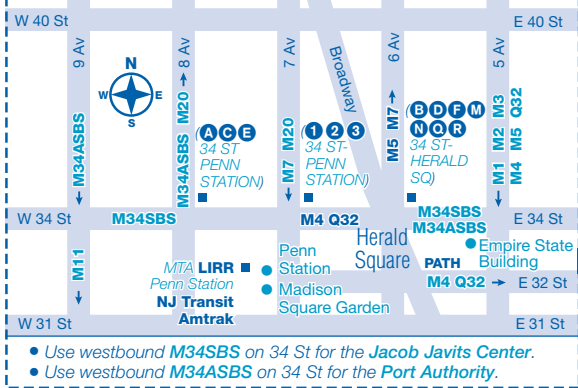 W 40 St
E 40 St
9 Av
8 Av
7 Av
Broadway
6 Av
5 Av
N
W E
S
M34ASBS
M34ASBS M20
M7 M20
M5 M7
M1 M2 M3
M4 M5 Q32
(A C E
34 ST
PENN
STATION)
(1 2 3
34 ST-
PENN
STATION)
(B D F M
N Q R
34 ST-
HERALD
SQ)
W 34 St
M34SBS
M4 Q32
M34SBS
M34ASBS
E 34 St
M11
MTA LIRR
Penn Station
NJ Transit
Amtrak
Penn
Station
Madison
Square Garden
Herald
Square
PATH
Empire State
Building
M4 Q32
E 32 St
W 31 St
E 31 St
• Use westbound M34SBS on 34 St for the Jacob Javits Center.
• Use westbound M34ASBS on 34 St for the Port Authority.